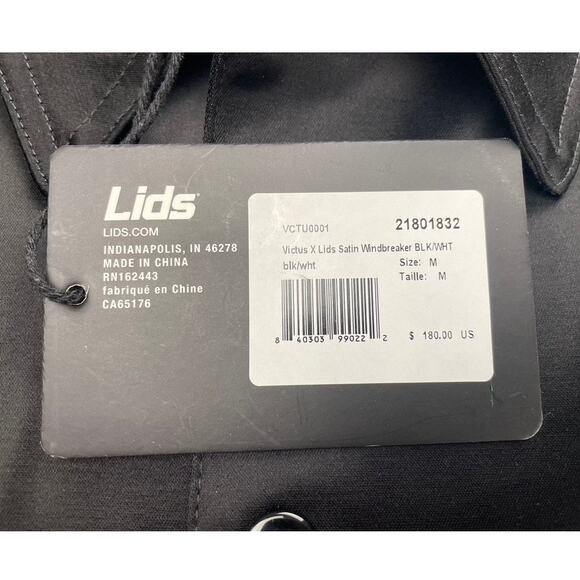 Lids
LIDS.COM
INDIANAPOLIS, IN 46278
MADE IN CHINA
RN162443
fabriqué en Chine
CA65176
VCTU0001 21801832
Victus X Lids Satin Windbreaker BLK/WHT
blk/wht Size: M
Taille: M
8 40303 99022 2
$ 180.00 US